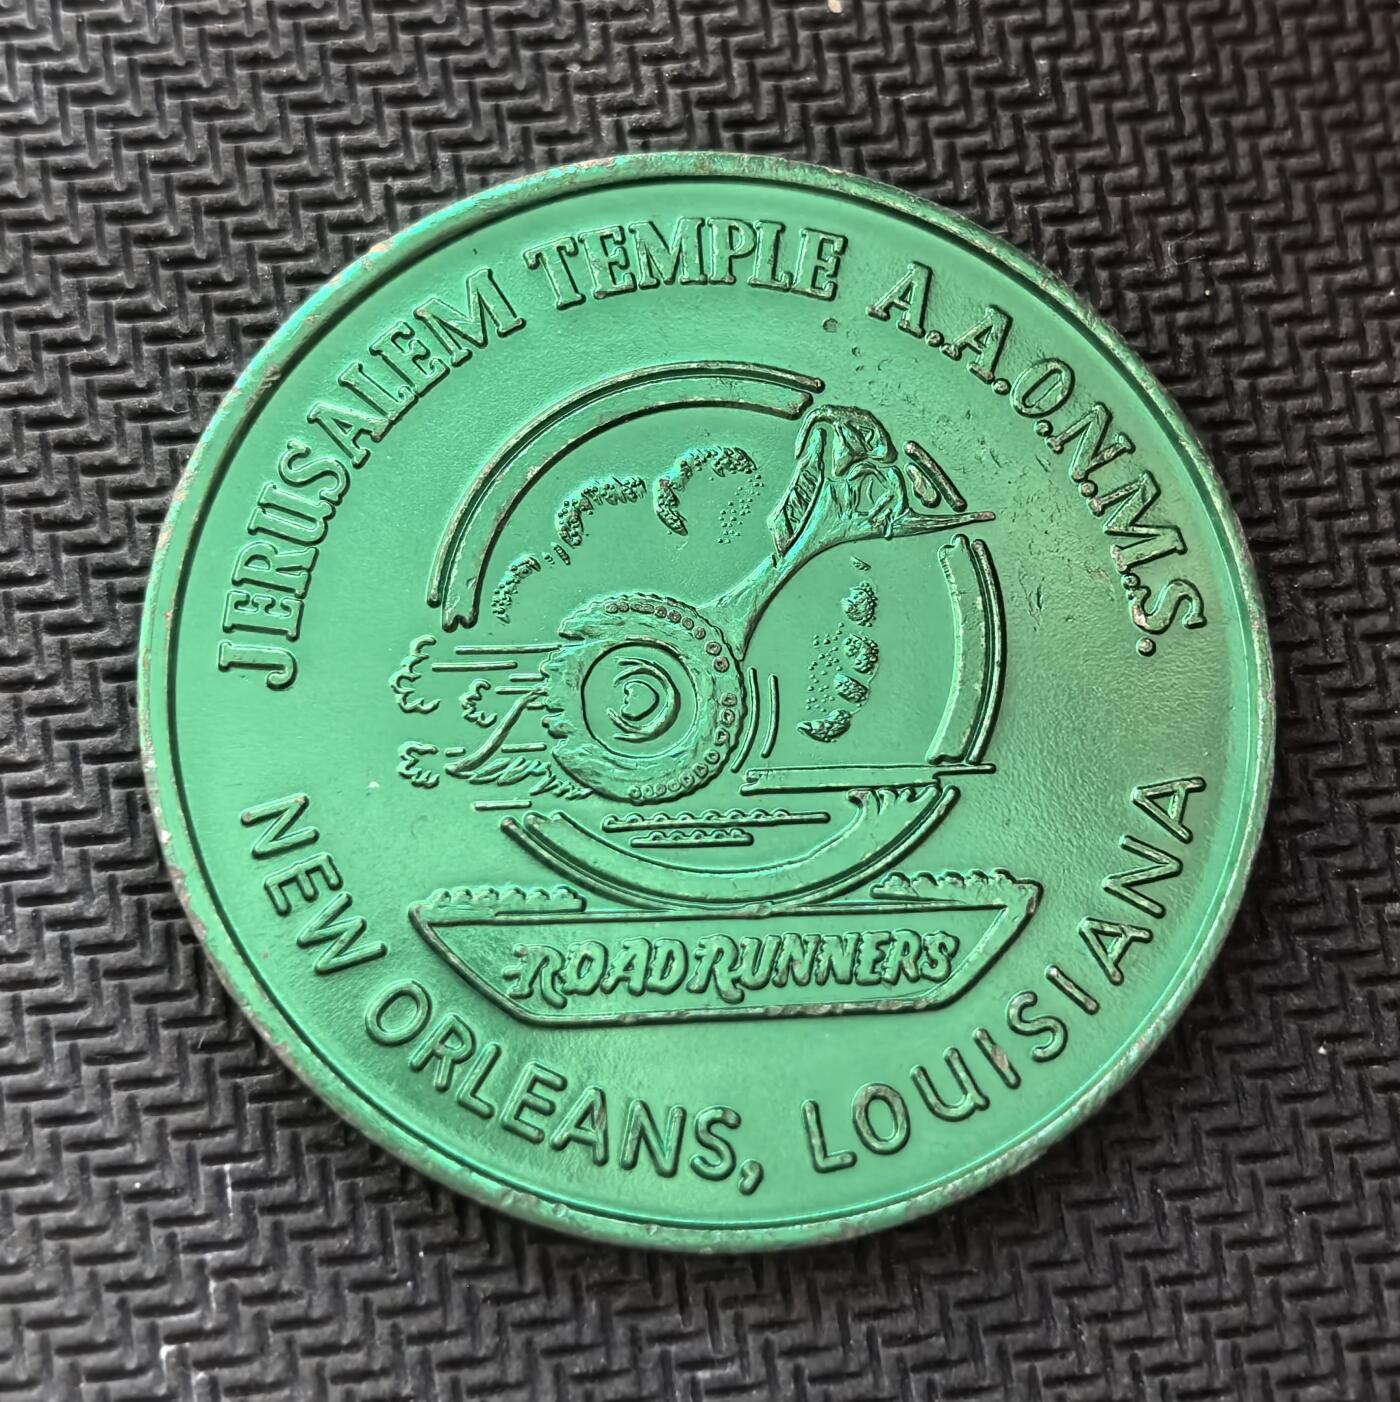 JERUSALEM TEMPLE A.A.O.N.M.S.
ROADRUNNERS
NEW ORLEANS, LOUISIANA